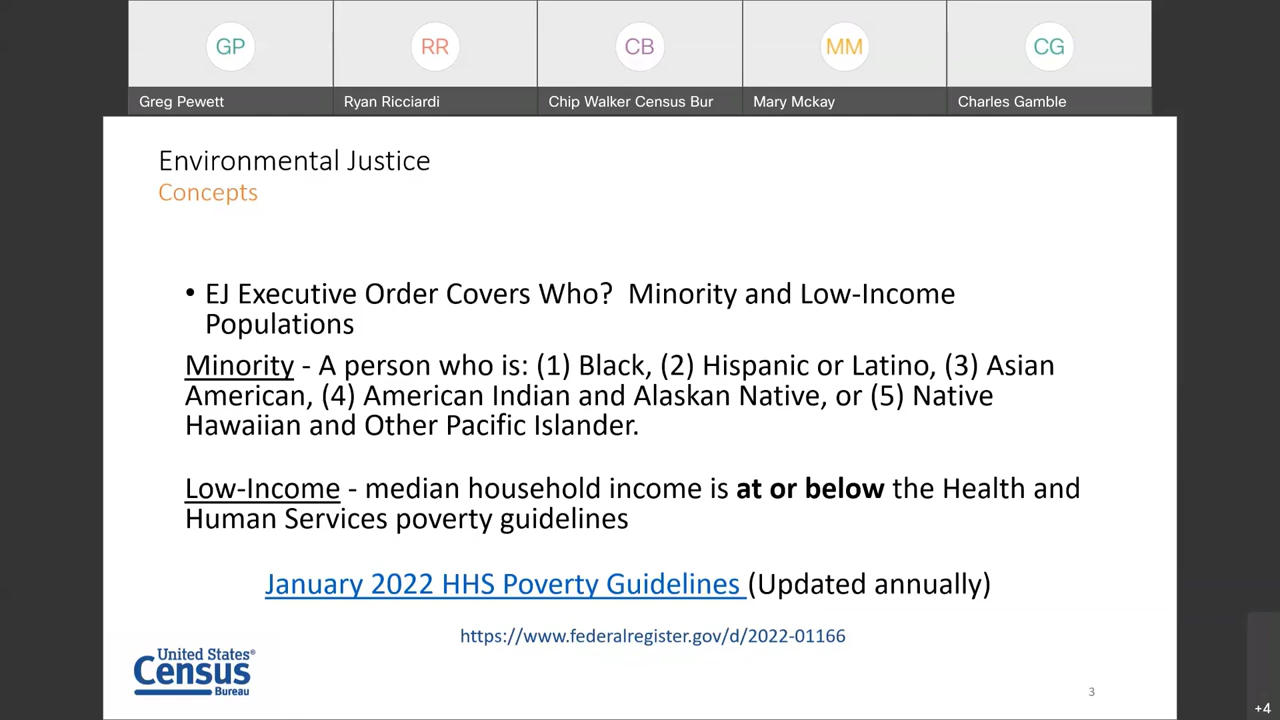 GP
RR
CB
MM
CG
Greg Pewett
Ryan Ricciardi
Chip Walker Census Bur
Mary Mckay
Charles Gamble
Environmental Justice
Concepts
• EJ Executive Order Covers Who?  Minority and Low-Income
Populations
Minority - A person who is: (1) Black, (2) Hispanic or Latino, (3) Asian
American, (4) American Indian and Alaskan Native, or (5) Native
Hawaiian and Other Pacific Islander.
Low-Income - median household income is at or below the Health and
Human Services poverty guidelines
January 2022 HHS Poverty Guidelines (Updated annually)
https://www.federalregister.gov/d/2022-01166
United States®
Census
Bureau
3
+4